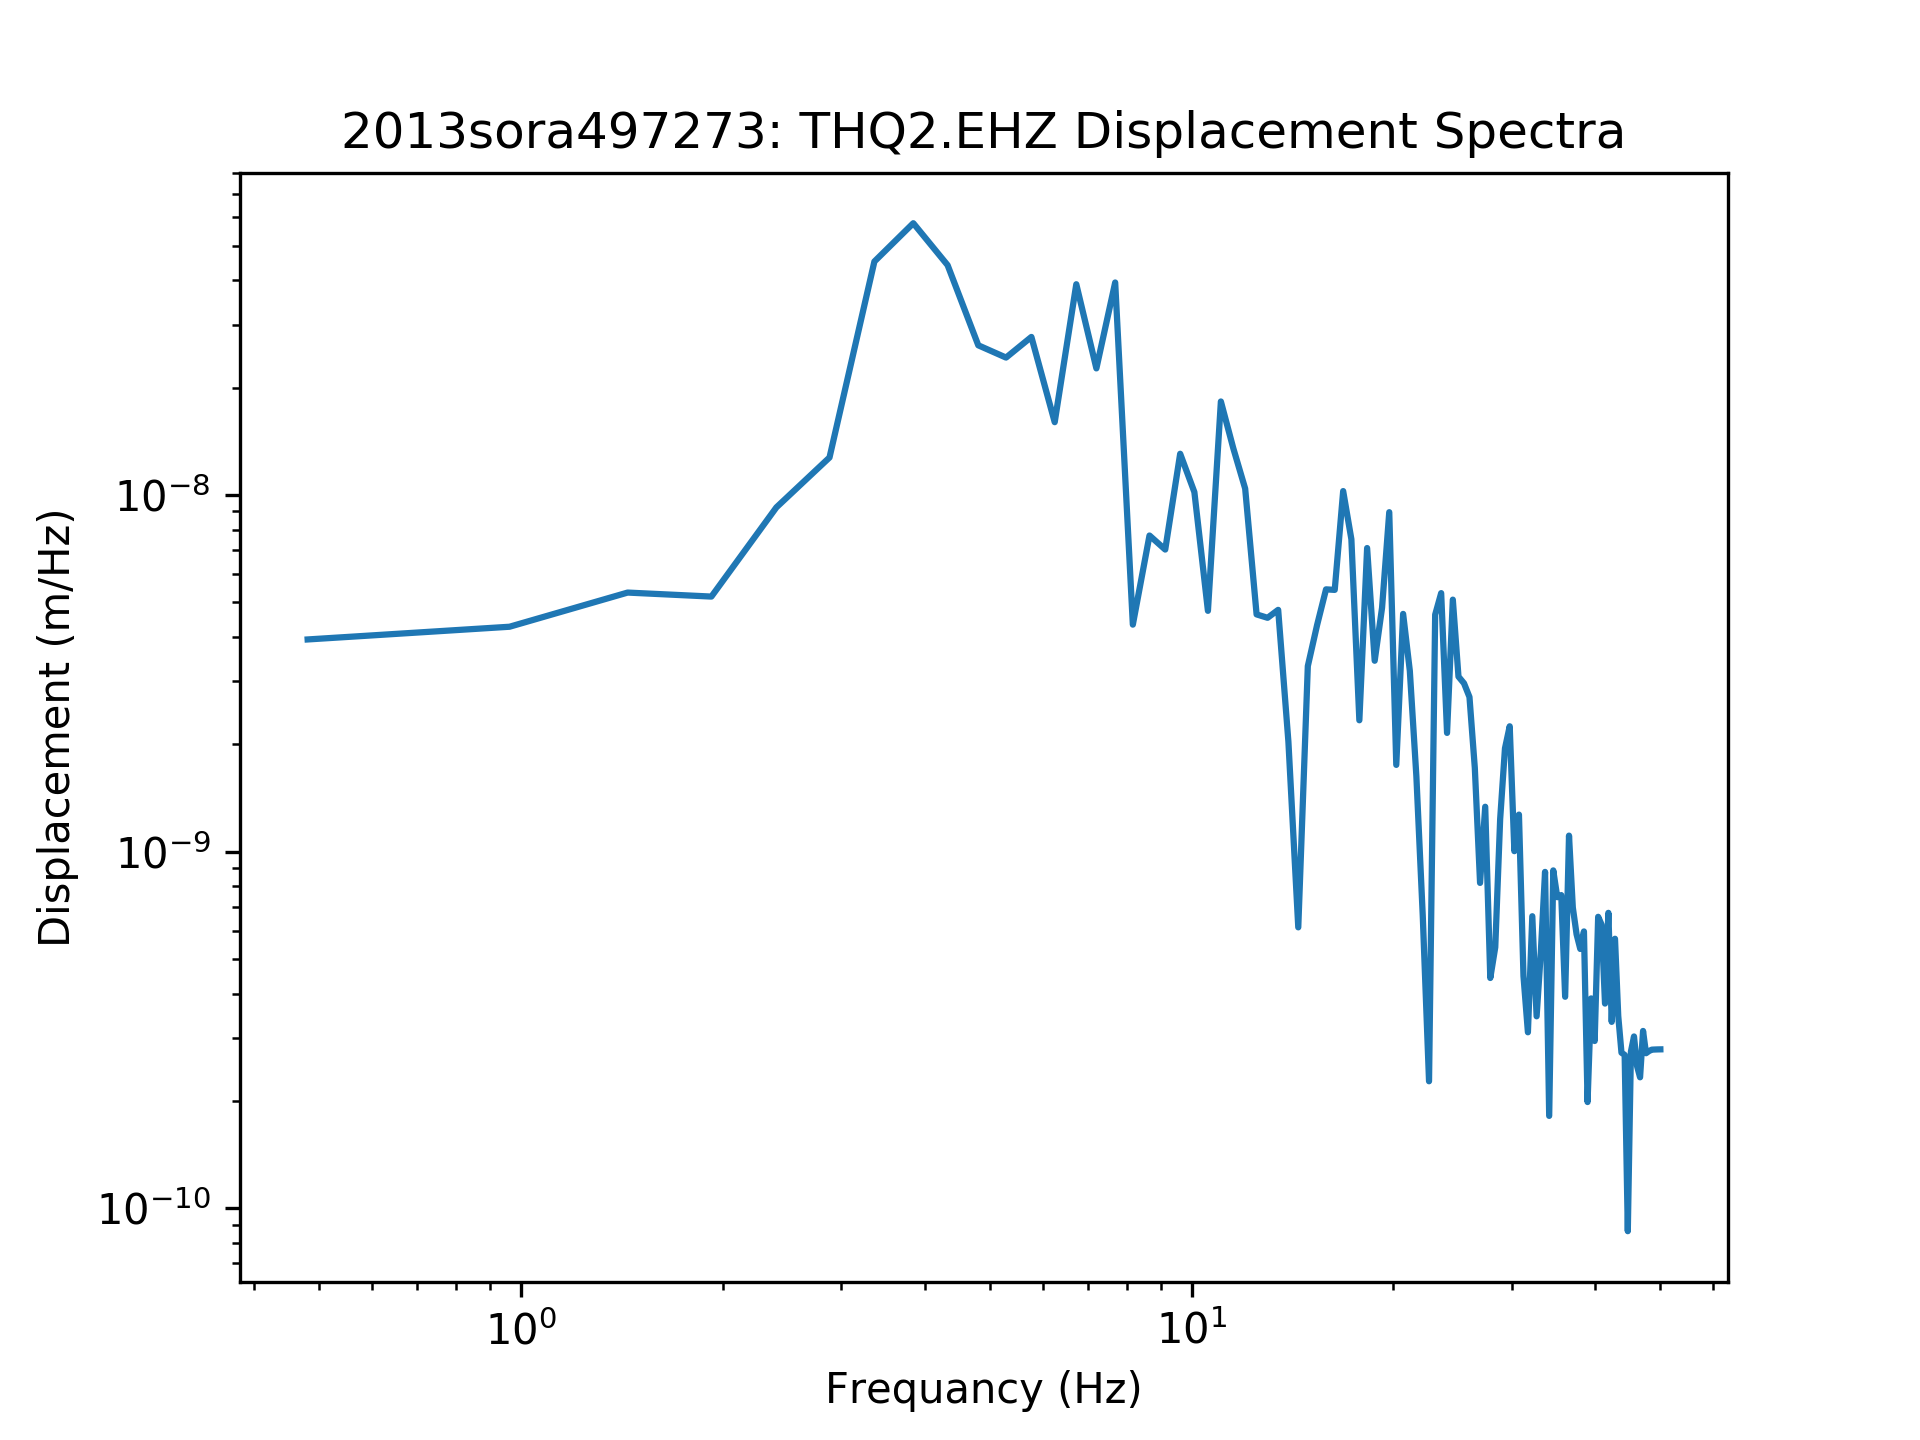 2013sora497273: THQ2.EHZ Displacement Spectra
Displacement (m/Hz)
10⁻⁸
10⁻⁹
10⁻¹⁰
10⁰ 10¹
Frequancy (Hz)